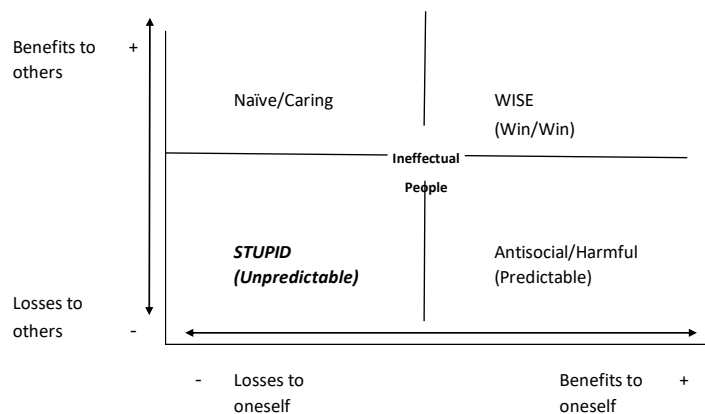 Benefits to +
others
Naïve/Caring
WISE
(Win/Win)
Ineffectual
People
STUPID
(Unpredictable)
Antisocial/Harmful
(Predictable)
Losses to
others -
- Losses to
oneself
Benefits to +
oneself